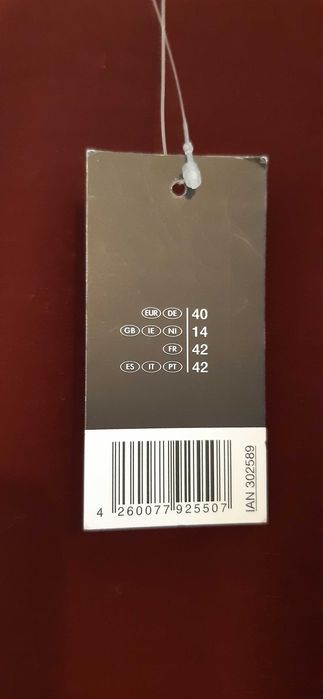 EUR DE 40
GB IE NI 14
FR 42
ES IT PT 42
IAN 302589
4 260077 925507